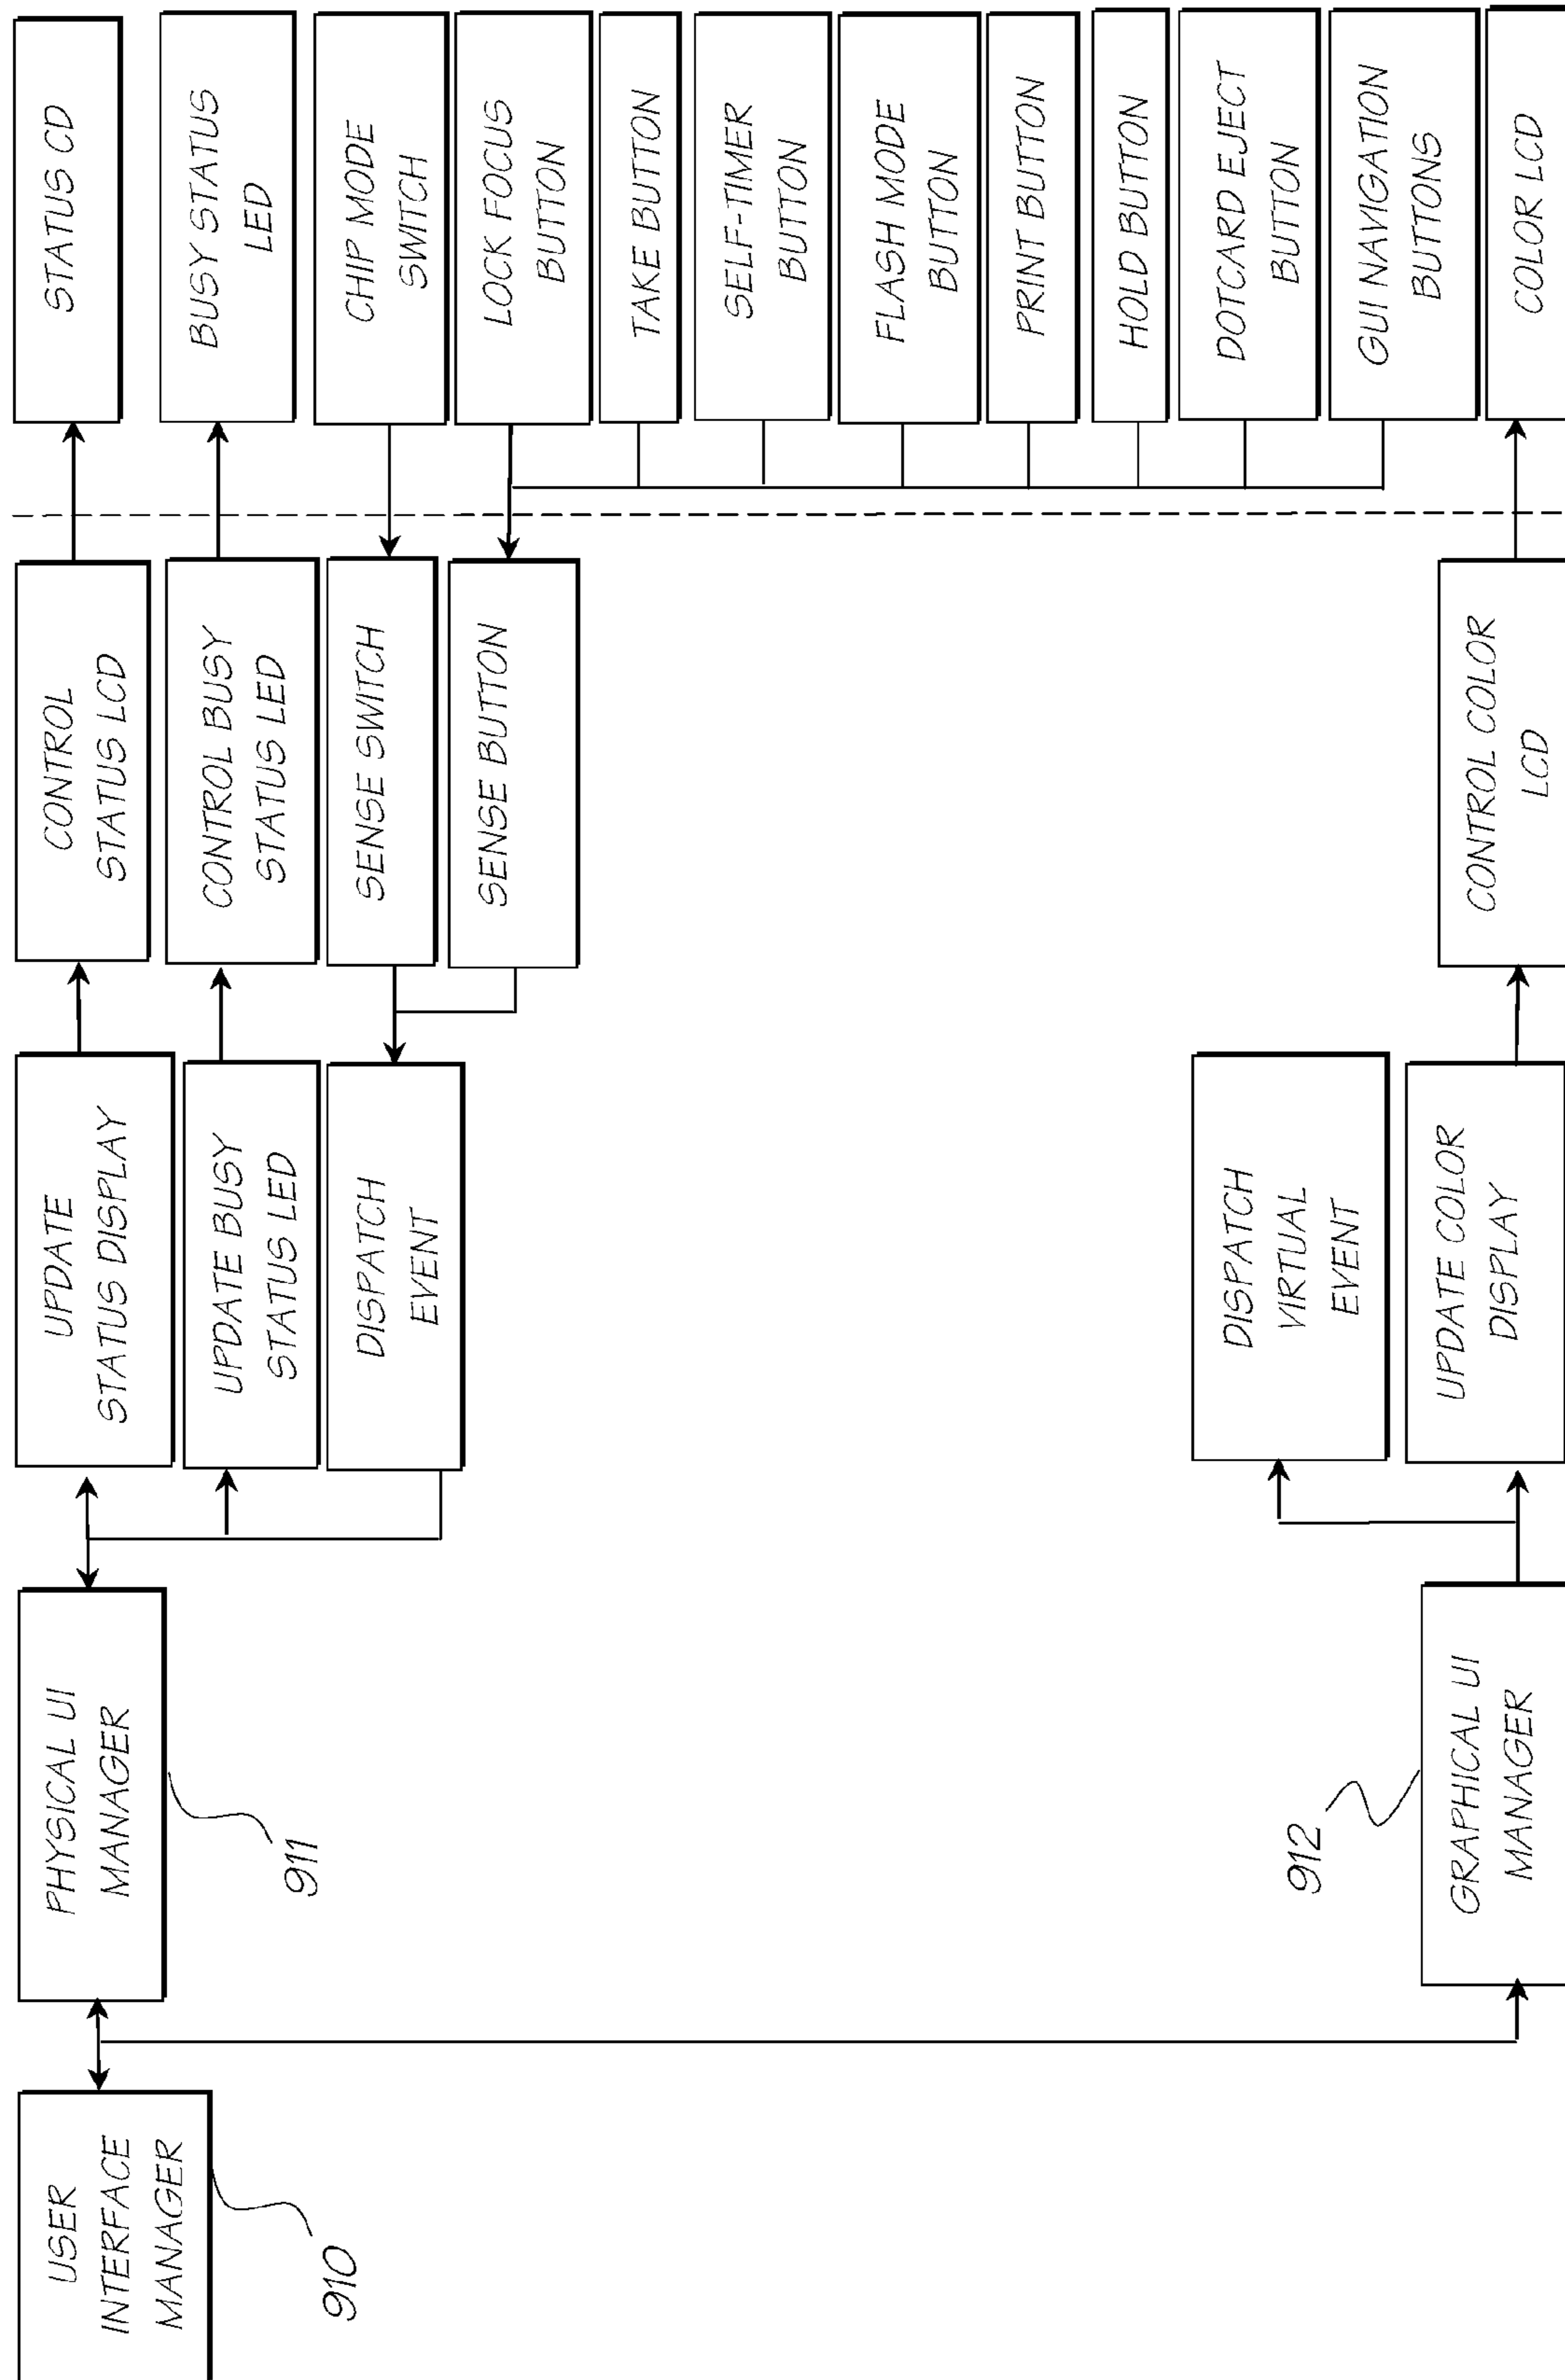 USER
INTERFACE
MANAGER
910
PHYSICAL UI
MANAGER
911
GRAPHICAL UI
MANAGER
912
UPDATE
STATUS DISPLAY
UPDATE BUSY
STATUS LED
DISPATCH
EVENT
DISPATCH
VIRTUAL
EVENT
UPDATE COLOR
DISPLAY
CONTROL
STATUS LCD
CONTROL BUSY
STATUS LED
SENSE SWITCH
SENSE BUTTON
CONTROL COLOR
LCD
STATUS CD
BUSY STATUS
LED
CHIP MODE
SWITCH
LOCK FOCUS
BUTTON
TAKE BUTTON
SELF-TIMER
BUTTON
FLASH MODE
BUTTON
PRINT BUTTON
HOLD BUTTON
DOTCARD EJECT
BUTTON
GUI NAVIGATION
BUTTONS
COLOR LCD